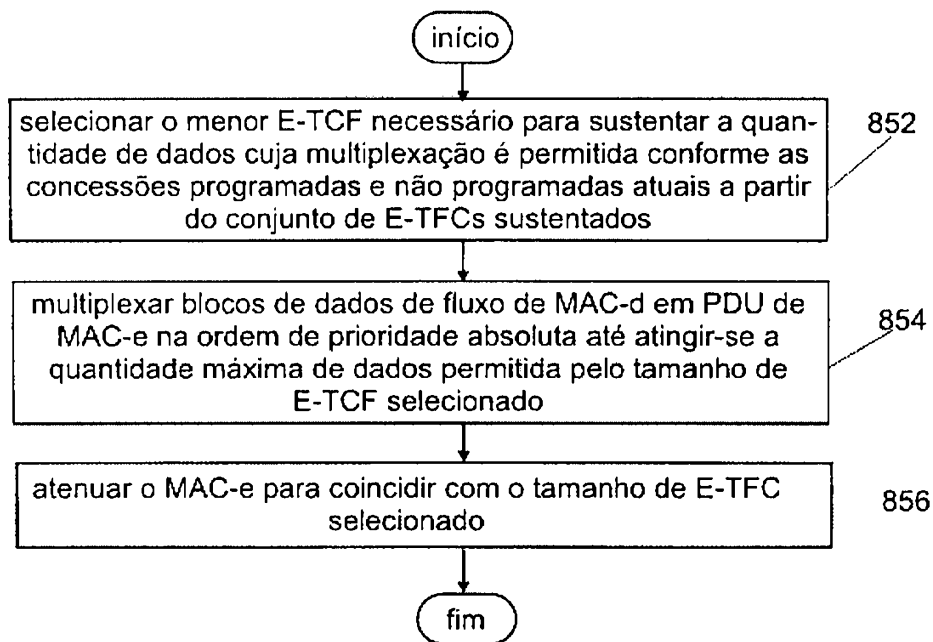 início
selecionar o menor E-TCF necessário para sustentar a quan-
tidade de dados cuja multiplexação é permitida conforme as
concessões programadas e não programadas atuais a partir
do conjunto de E-TFCs sustentados
852
multiplexar blocos de dados de fluxo de MAC-d em PDU de
MAC-e na ordem de prioridade absoluta até atingir-se a
quantidade máxima de dados permitida pelo tamanho de
E-TCF selecionado
854
atenuar o MAC-e para coincidir com o tamanho de E-TFC
selecionado
856
fim